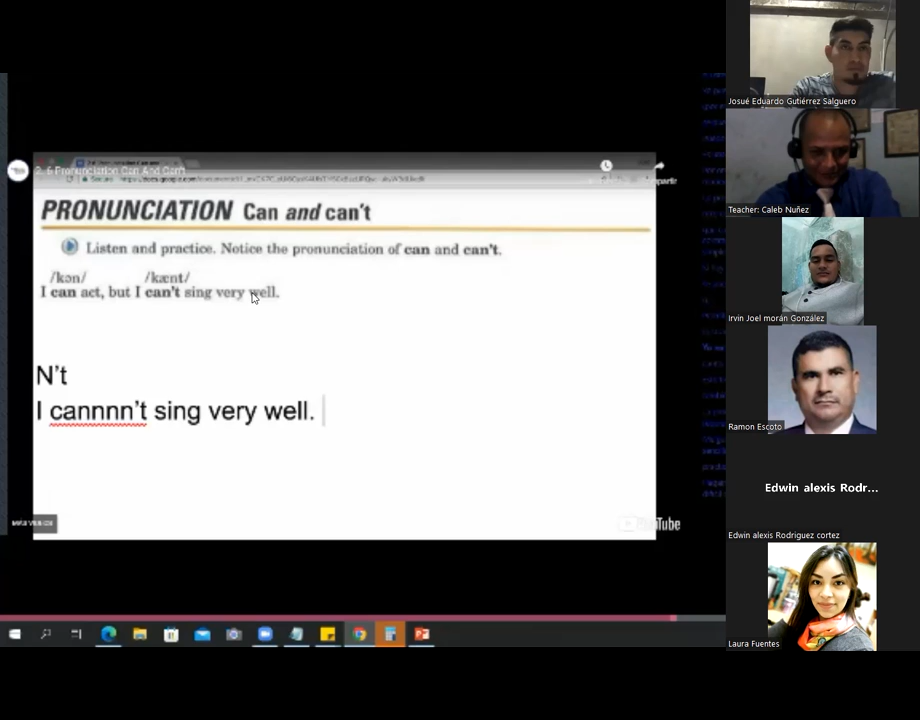 2. 6 Pronunciation Can And Can't
PRONUNCIATION Can and can't
Listen and practice. Notice the pronunciation of can and can't.
/kən/ /kænt/
I can act, but I can't sing very well.
N't
I cannnn't sing very well.
YouTube
Josué Eduardo Gutiérrez Salguero
Teacher: Caleb Nuñez
Irvin Joel morán González
Ramon Escoto
Edwin alexis Rodr...
Edwin alexis Rodriguez cortez
Laura Fuentes